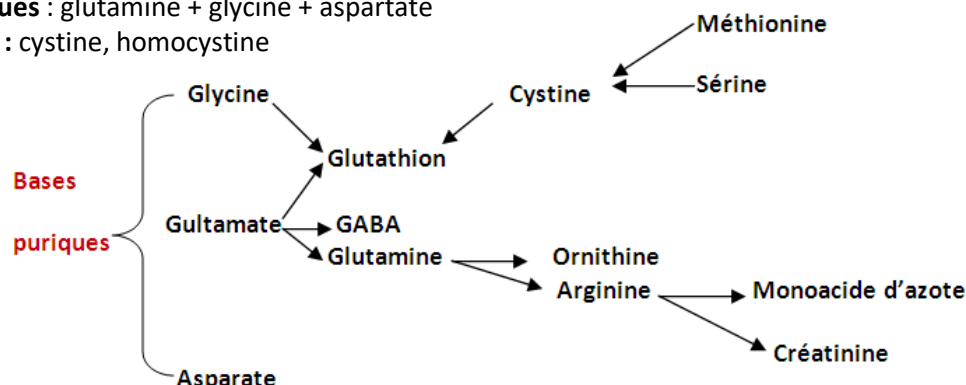 ques : glutamine + glycine + aspartate
: cystine, homocystine
Méthionine
Glycine
Cystine
Sérine
Glutathion
Bases
puriques
Gultamate
GABA
Glutamine
Ornithine
Arginine
Monoacide d'azote
Créatinine
Asparate